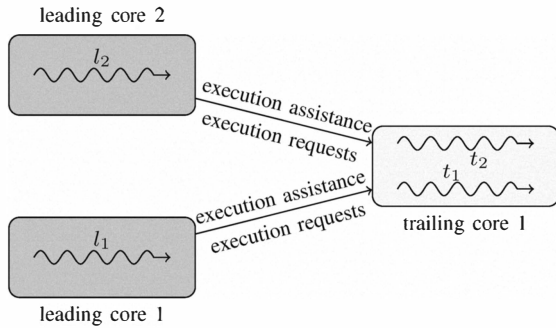 leading core 2
l2
execution assistance
execution requests
t2
t1
execution assistance
execution requests
trailing core 1
l1
leading core 1